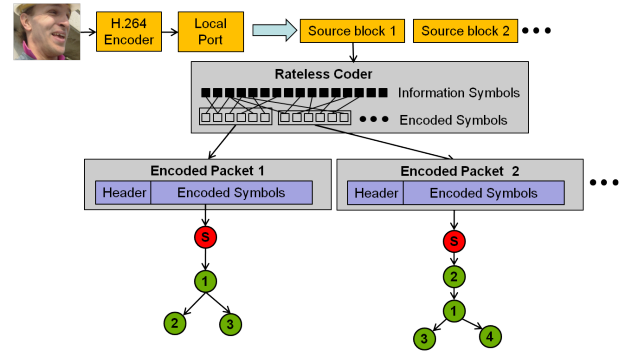 H.264
Encoder
Local
Port
Source block 1
Source block 2
Rateless Coder
Information Symbols
Encoded Symbols
Encoded Packet 1
Header
Encoded Symbols
Encoded Packet 2
Header
Encoded Symbols
S
1
2
3
S
2
1
3
4